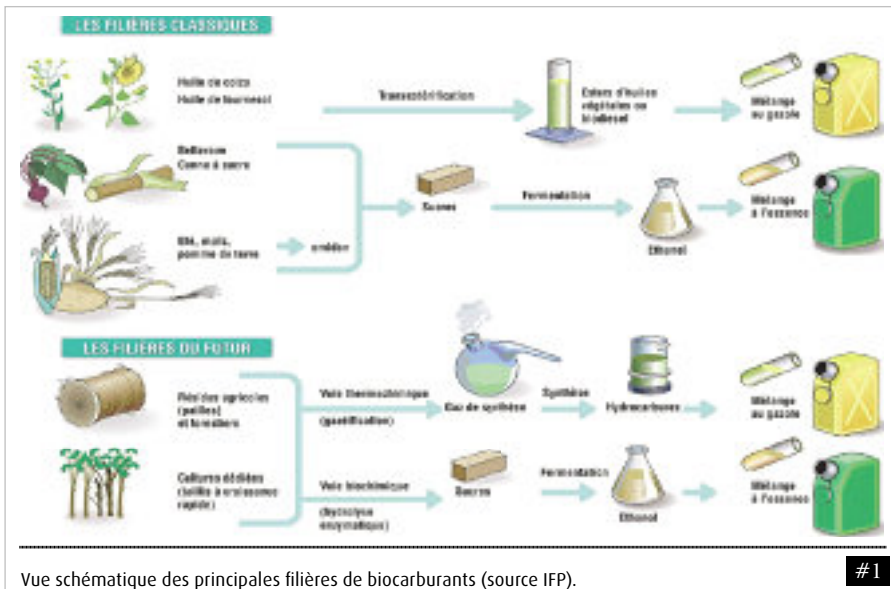 LES FILIÈRES CLASSIQUES
Huile de colza
Huile de tournesol
Transestérification
Esters d'huiles
végétales ou
biodiesel
Mélange
au gazole
Betterave
Canne à sucre
Sucres
Fermentation
Ethanol
Mélange
à l'essence
Blé, maïs,
pomme de terre
amidon
LES FILIÈRES DU FUTUR
Résidus agricoles
(pailles)
et forestiers
Voie thermochimique
(gazéification)
Gaz de synthèse
Synthèse
Hydrocarbures
Mélange
au gazole
Cultures dédiées
(taillis à croissance
rapide)
Voie biochimique
(hydrolyse
enzymatique)
Sucres
Fermentation
Ethanol
Mélange
à l'essence
Vue schématique des principales filières de biocarburants (source IFP).
#1